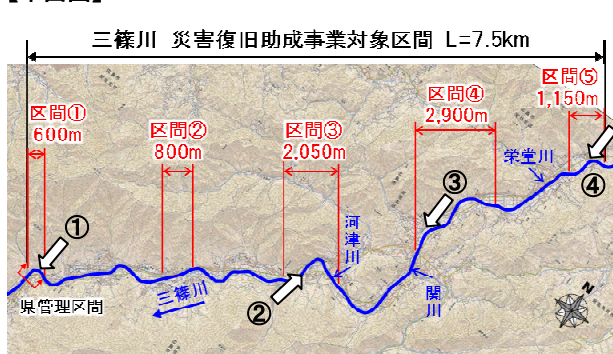 三篠川 災害復旧助成事業対象区間 L=7.5km
区間①
600m
区間②
800m
区間③
2,050m
区間④
2,900m
区間⑤
1,150m
栄堂川
④
③
①
河津川
関川
②
三篠川
県管理区間
N